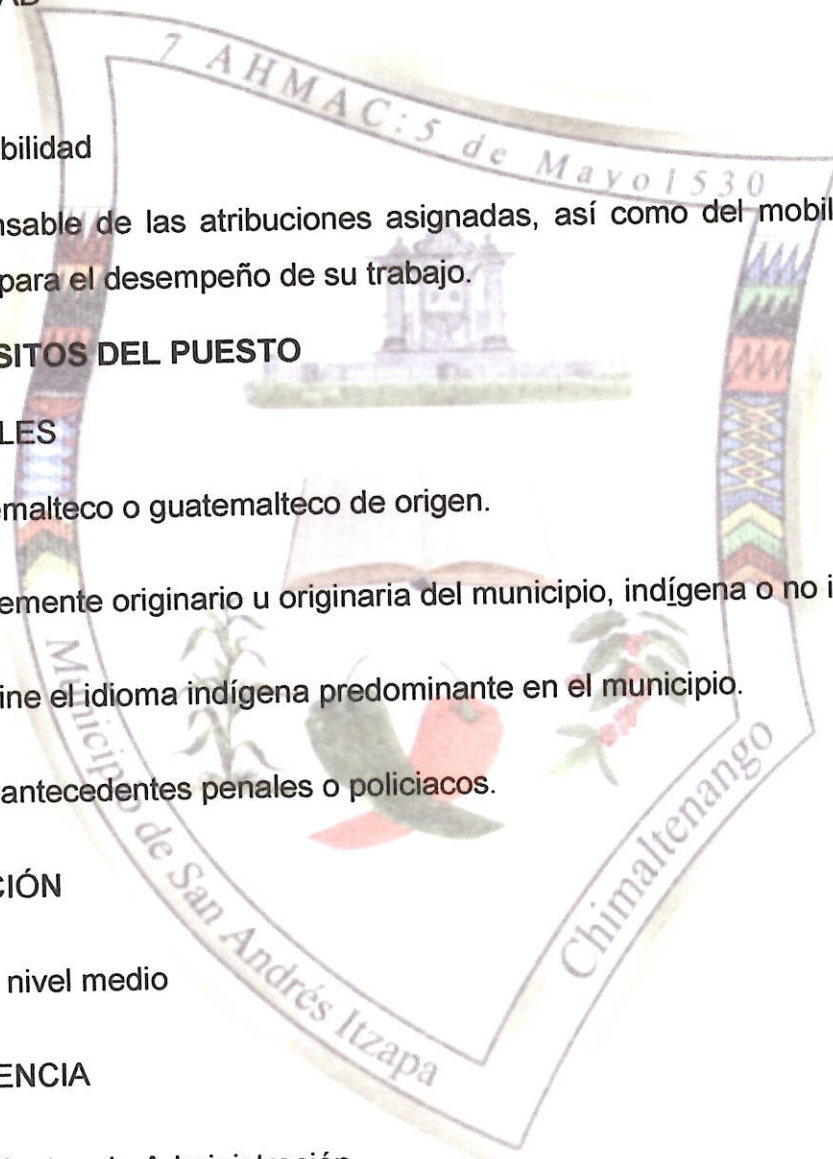 7 AHMAC: 5 de Mayo 1530
bilidad
nsable de las atribuciones asignadas, así como del mobil
para el desempeño de su trabajo.
SITOS DEL PUESTO
LES
emalteco o guatemalteco de origen.
emente originario u originaria del municipio, indígena o no i
ine el idioma indígena predominante en el municipio.
antecedentes penales o policiacos.
CIÓN
nivel medio
ENCIA
Administración
Municipio de San Andrés Itzapa
Chimaltenango